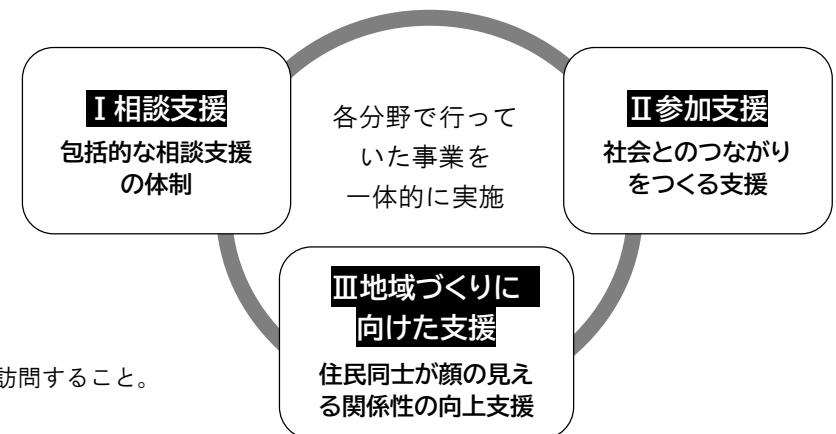 Ⅰ相談支援
包括的な相談支援
の体制
各分野で行って
いた事業を
一体的に実施
Ⅱ参加支援
社会とのつながり
をつくる支援
Ⅲ地域づくりに
向けた支援
住民同士が顔の見え
る関係性の向上支援
訪問すること。